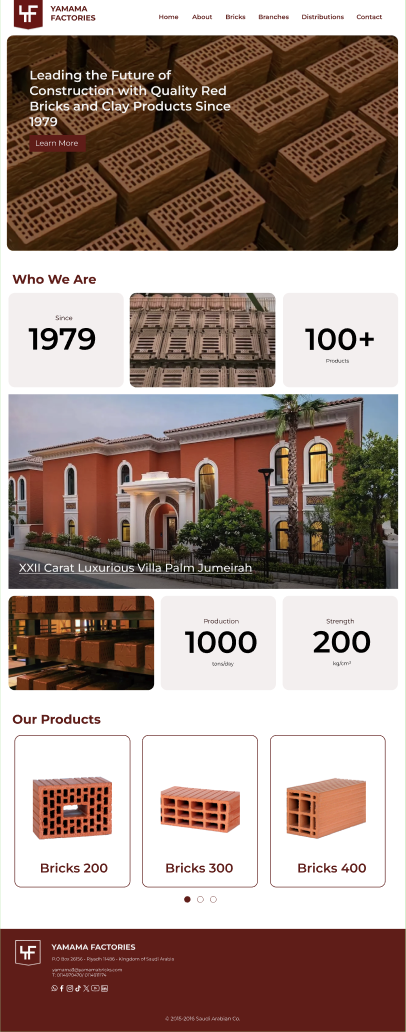 YF
YAMAMA
FACTORIES
Home About Bricks Branches Distributions Contact
Leading the Future of
Construction with Quality Red
Bricks and Clay Products Since
1979
Learn More
Who We Are
Since
1979
100+
Products
XXII Carat Luxurious Villa Palm Jumeirah
Production
1000
tons/day
Strength
200
kg/cm²
Our Products
Bricks 200
Bricks 300
Bricks 400
YF
YAMAMA FACTORIES
P.O Box 26156 - Riyadh 11486 - Kingdom of Saudi Arabia
© 2015-2016 Saudi Arabian Co.